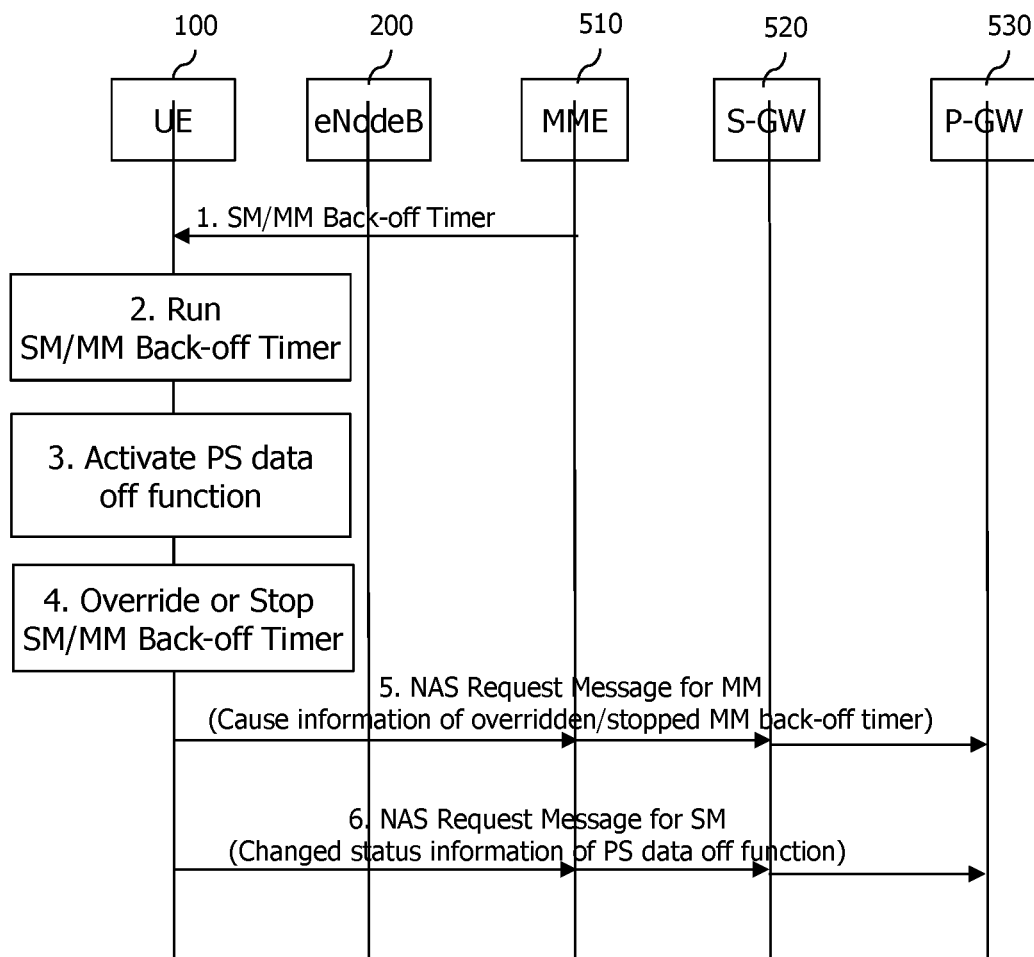 100
200
510
520
530
UE
eNodeB
MME
S-GW
P-GW
1. SM/MM Back-off Timer
2. Run
SM/MM Back-off Timer
3. Activate PS data
off function
4. Override or Stop
SM/MM Back-off Timer
5. NAS Request Message for MM
(Cause information of overridden/stopped MM back-off timer)
6. NAS Request Message for SM
(Changed status information of PS data off function)